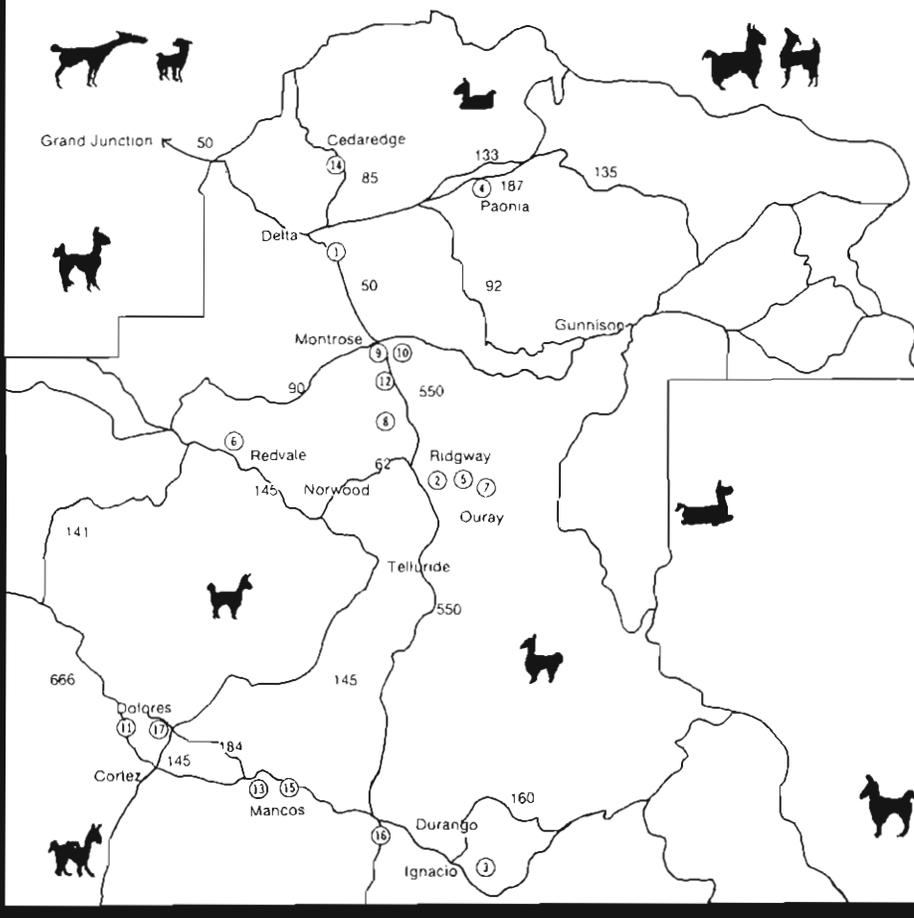 Grand Junction
50
Cedaredge
14
85
133
4
187
135
Paonia
Delta
1
50
92
Montrose
Gunnison
9
10
12
90
550
8
6
Redvale
62
Ridgway
2
5
7
145
Norwood
Ouray
141
Telluride
550
666
145
Dolores
11
17
184
145
Cortez
13
15
Mancos
160
Durango
16
Ignacio
3